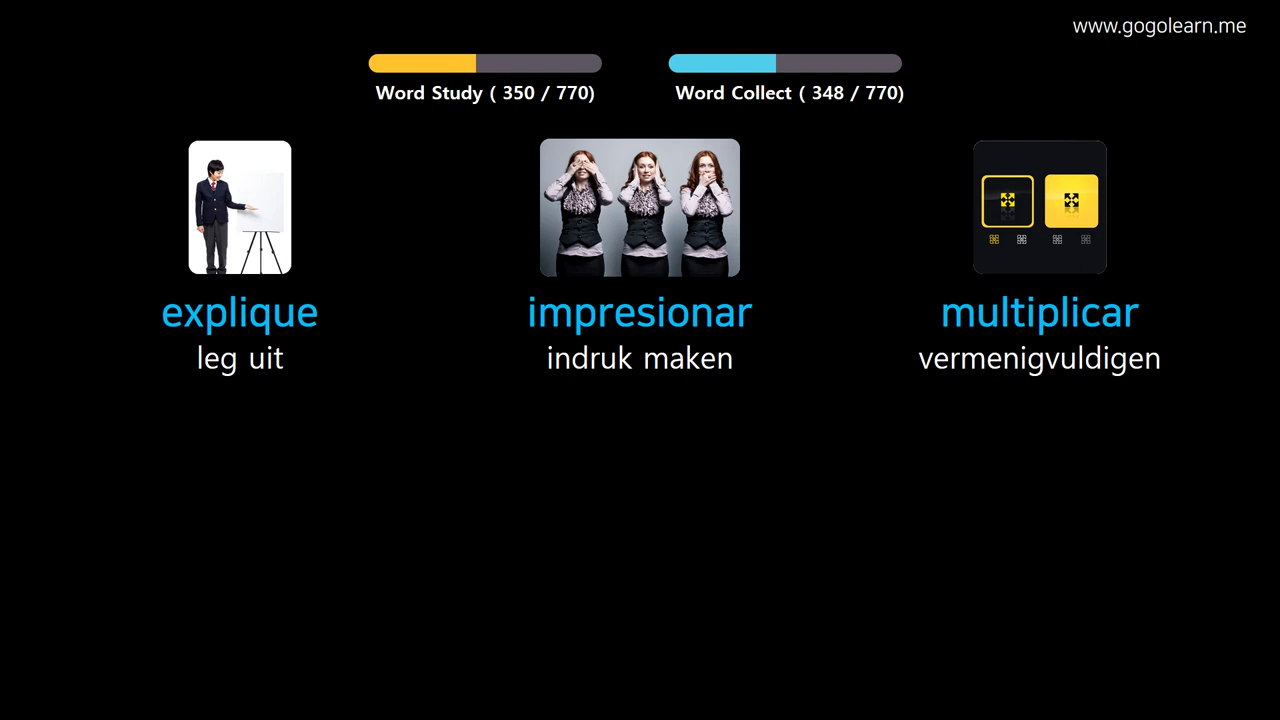 www.gogolearn.me
Word Study ( 350 / 770)
Word Collect ( 348 / 770)
explique
impresionar
multiplicar
leg uit
indruk maken
vermenigvuldigen